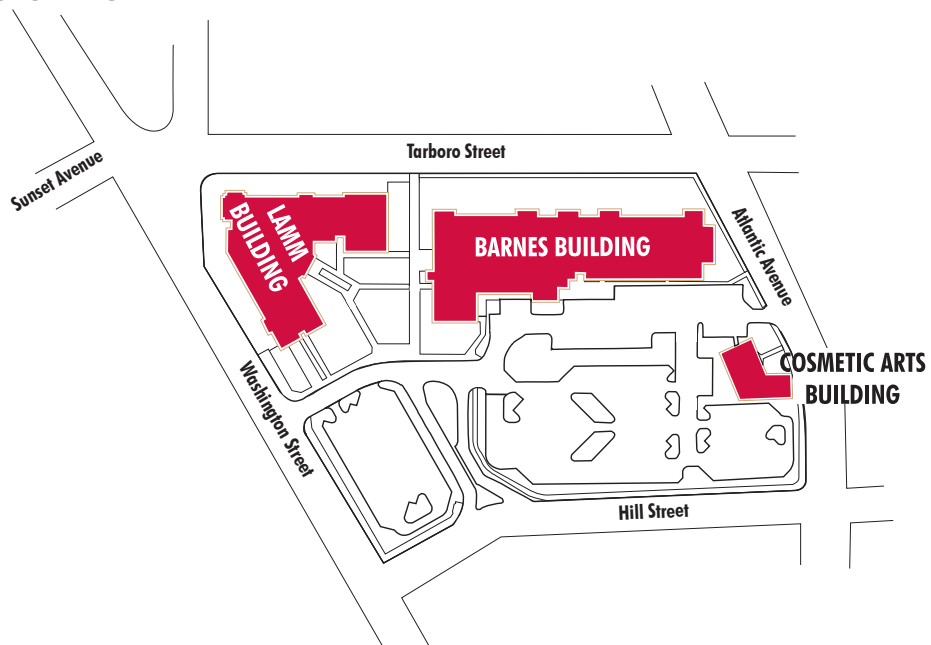 Tarboro Street
Sunset Avenue
LAMM
BUILDING
BARNES BUILDING
Atlantic Avenue
COSMETIC ARTS
BUILDING
Washington Street
Hill Street